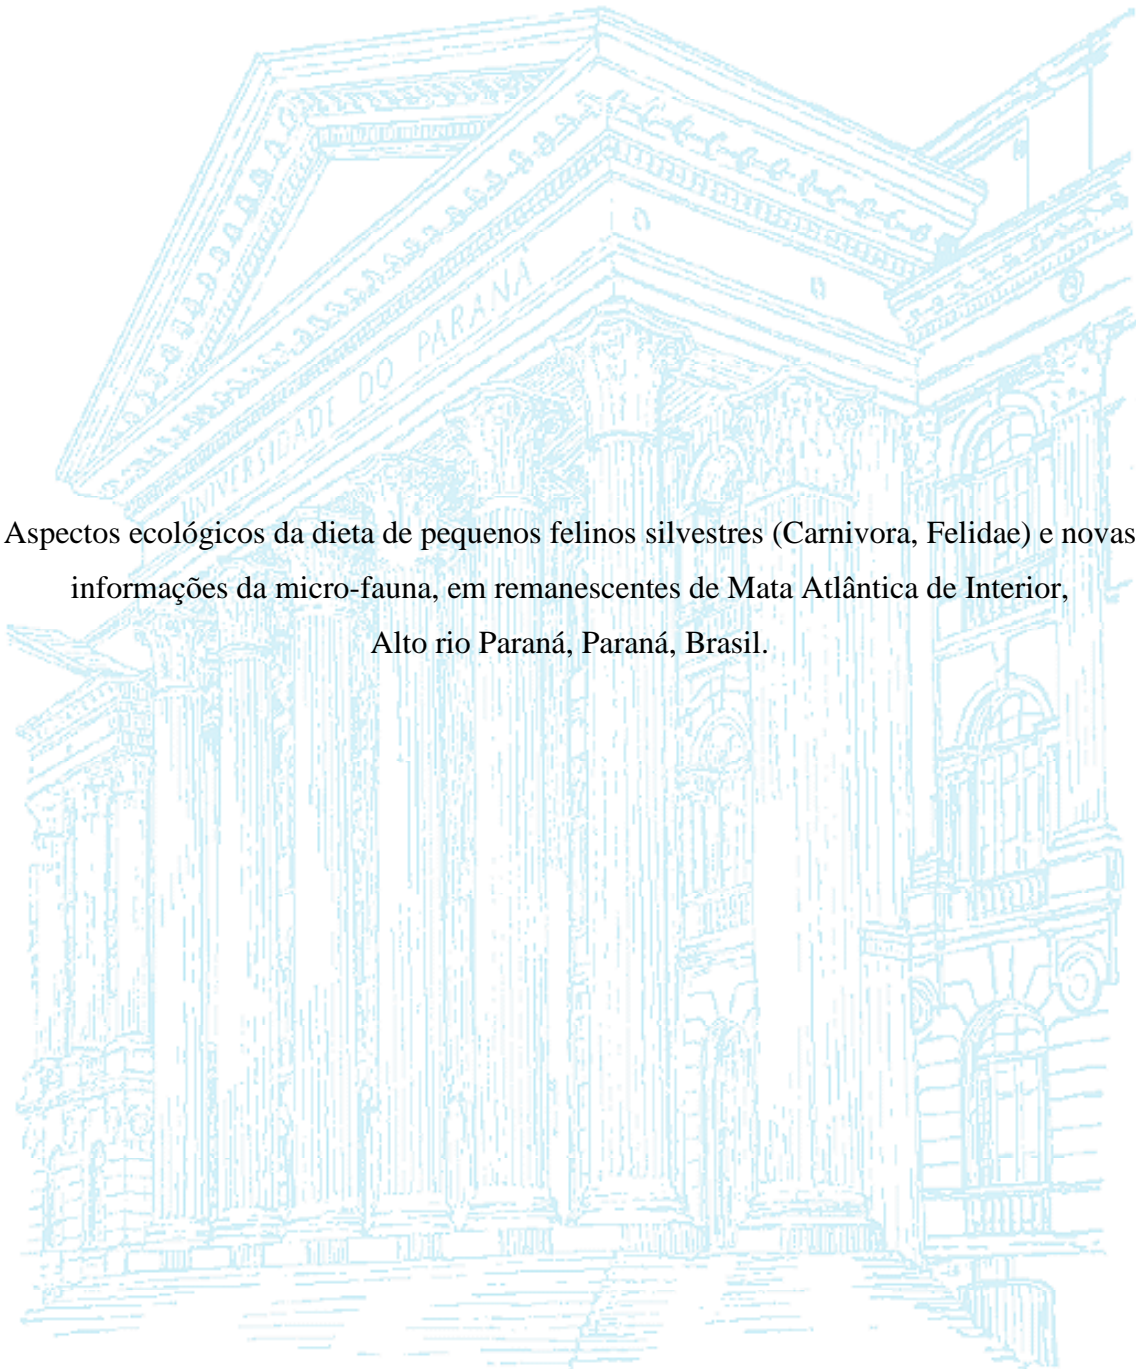 UNIVERSIDADE DO PARANÁ
Aspectos ecológicos da dieta de pequenos felinos silvestres (Carnivora, Felidae) e novas
informações da micro-fauna, em remanescentes de Mata Atlântica de Interior,
Alto rio Paraná, Paraná, Brasil.